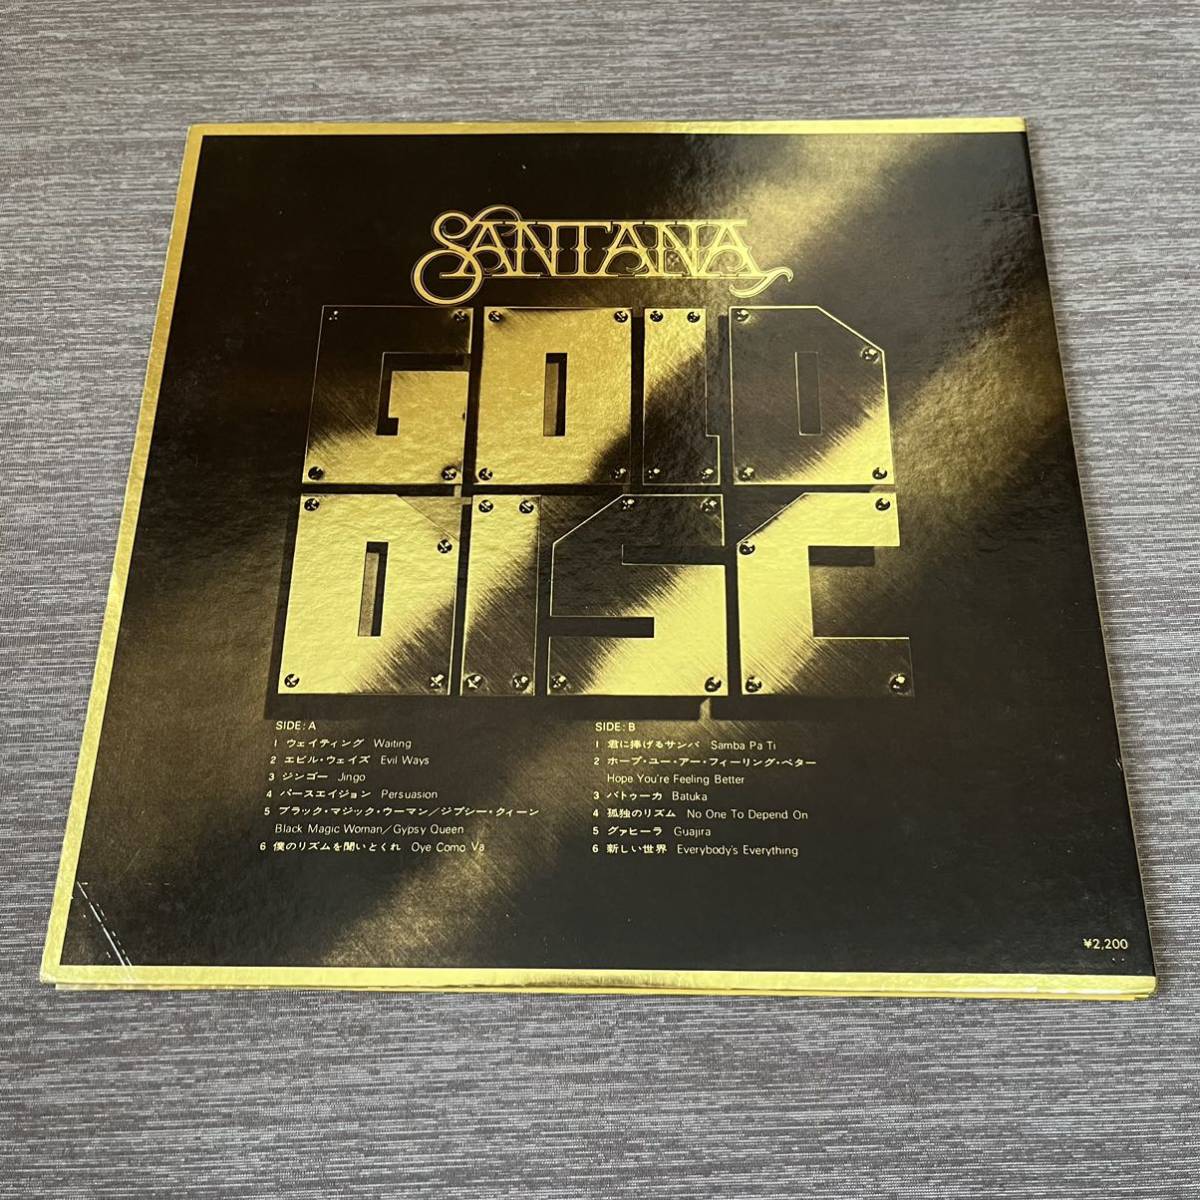 SANTANA
GOLD
DISC
SIDE: A
1 ウェイティング Waiting
2 エビル・ウェイズ Evil Ways
3 ジンゴー Jingo
4 パースエイジョン Persuasion
5 ブラック・マジック・ウーマン／ジプシー・クィーン
Black Magic Woman／Gypsy Queen
6 僕のリズムを聞いとくれ Oye Como Va
SIDE: B
1 君に捧げるサンバ Samba Pa Ti
2 ホープ・ユー・アー・フィーリング・ベター
Hope You're Feeling Better
3 バトゥーカ Batuka
4 孤独のリズム No One To Depend On
5 グァヒーラ Guajira
6 新しい世界 Everybody's Everything
¥2,200